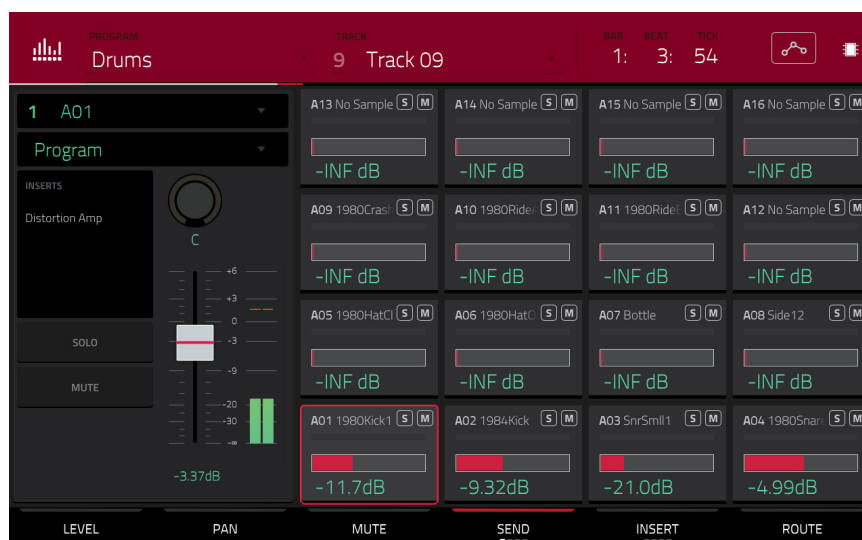 PROGRAM
Drums
TRACK
9 Track 09
BAR BEAT TICK
1: 3: 54
1 A01
Program
INSERTS
Distortion Amp
C
+6
+3
0
-3
-9
-20
-30
-∞
SOLO
MUTE
-3.37dB
A13 No Sample S M
-INF dB
A14 No Sample S M
-INF dB
A15 No Sample S M
-INF dB
A16 No Sample S M
-INF dB
A09 1980Cras S M
-INF dB
A10 1980Ride S M
-INF dB
A11 1980Ride S M
-INF dB
A12 No Sample S M
-INF dB
A05 1980HatCl S M
-INF dB
A06 1980HatO S M
-INF dB
A07 Bottle S M
-INF dB
A08 Side12 S M
-INF dB
A01 1980Kick1 S M
-11.7dB
A02 1984Kick S M
-9.32dB
A03 SnrSmll1 S M
-21.0dB
A04 1980Snar S M
-4.99dB
LEVEL PAN MUTE SEND INSERT ROUTE